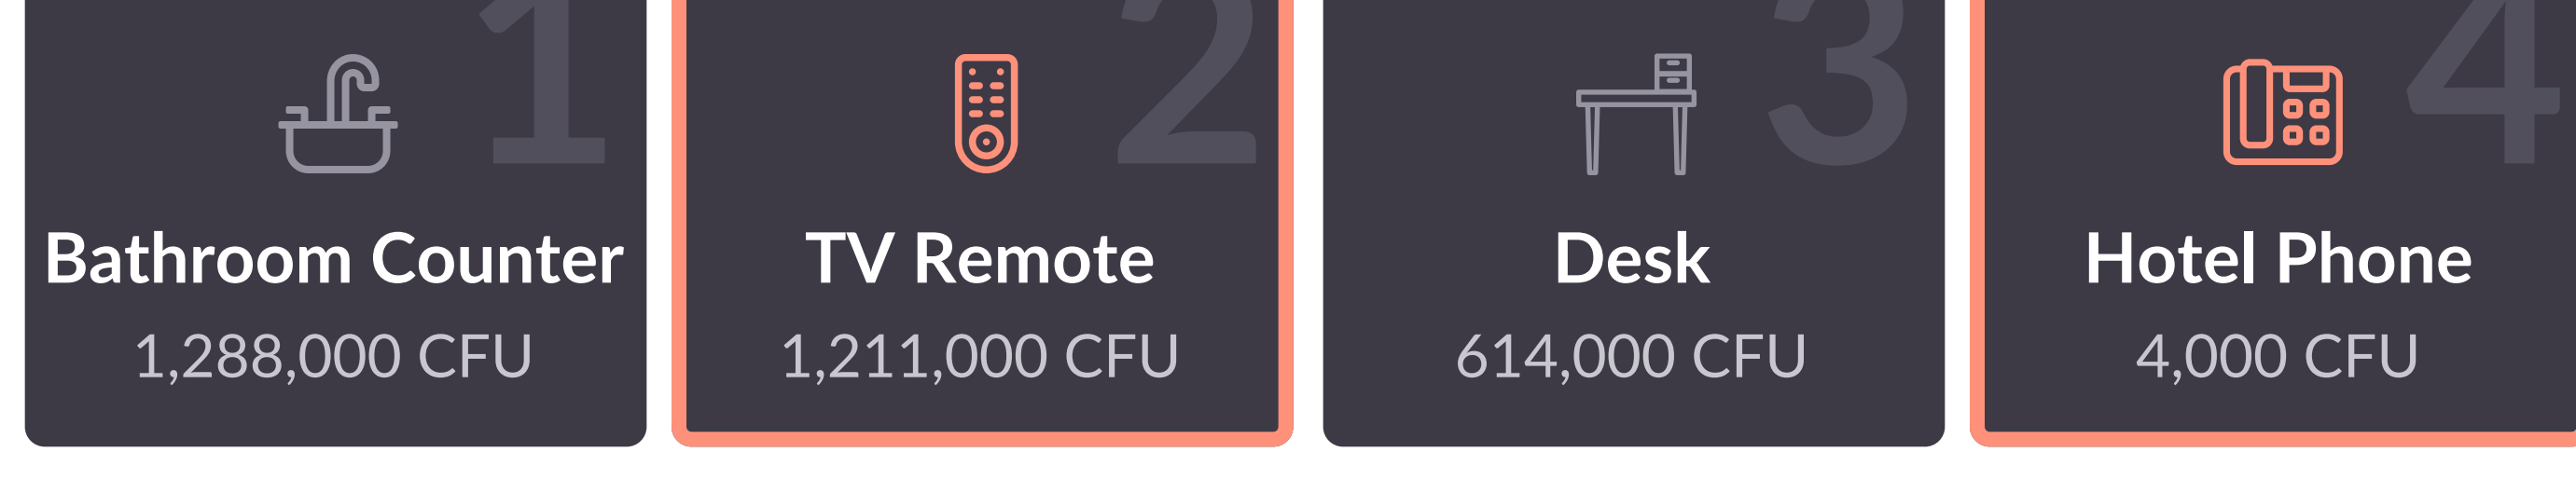 1
Bathroom Counter
1,288,000 CFU
2
TV Remote
1,211,000 CFU
3
Desk
614,000 CFU
4
Hotel Phone
4,000 CFU